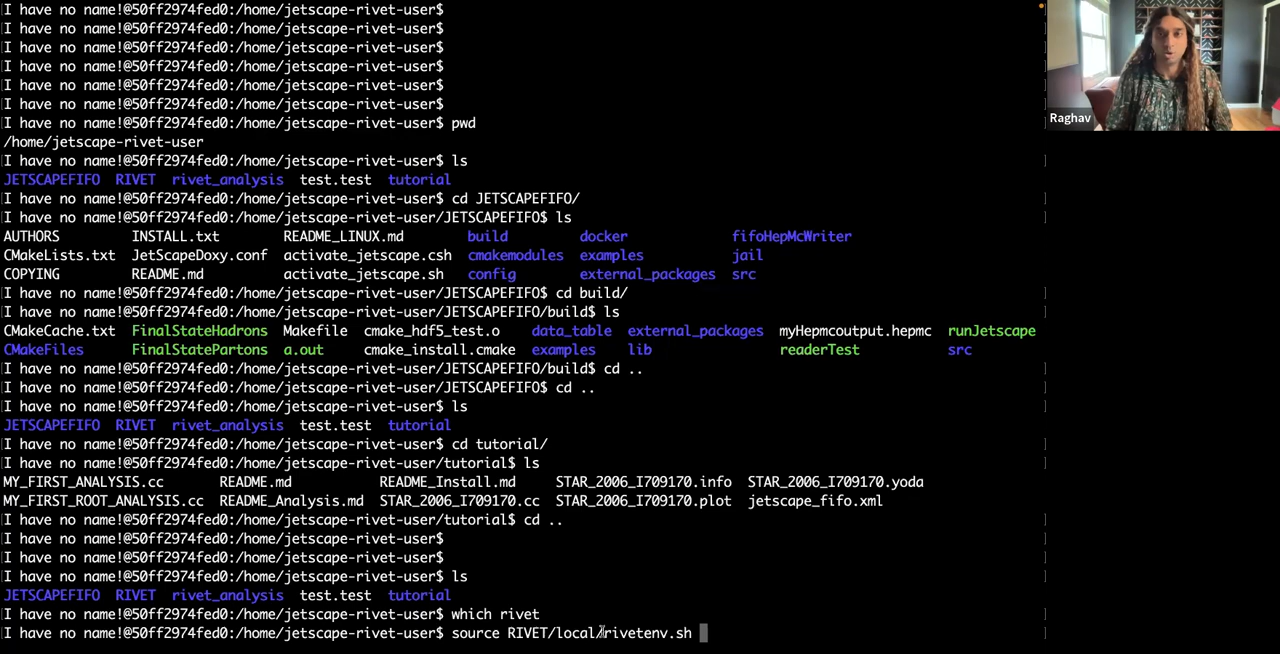 I have no name!@50ff2974fed0:/home/jetscape-rivet-user$
I have no name!@50ff2974fed0:/home/jetscape-rivet-user$
I have no name!@50ff2974fed0:/home/jetscape-rivet-user$
I have no name!@50ff2974fed0:/home/jetscape-rivet-user$
I have no name!@50ff2974fed0:/home/jetscape-rivet-user$
I have no name!@50ff2974fed0:/home/jetscape-rivet-user$
I have no name!@50ff2974fed0:/home/jetscape-rivet-user$ pwd
/home/jetscape-rivet-user
I have no name!@50ff2974fed0:/home/jetscape-rivet-user$ ls
JETSCAPEFIFO RIVET rivet_analysis test.test tutorial
I have no name!@50ff2974fed0:/home/jetscape-rivet-user$ cd JETSCAPEFIFO/
I have no name!@50ff2974fed0:/home/jetscape-rivet-user/JETSCAPEFIFO$ ls
AUTHORS INSTALL.txt README_LINUX.md build docker fifoHepMcWriter
CMakeLists.txt JetScapeDoxy.conf activate_jetscape.csh cmakemodules examples jail
COPYING README.md activate_jetscape.sh config external_packages src
I have no name!@50ff2974fed0:/home/jetscape-rivet-user/JETSCAPEFIFO$ cd build/
I have no name!@50ff2974fed0:/home/jetscape-rivet-user/JETSCAPEFIFO/build$ ls
CMakeCache.txt FinalStateHadrons Makefile cmake_hdf5_test.o data_table external_packages myHepmcoutput.hepmc runJetscape
CMakeFiles FinalStatePartons a.out cmake_install.cmake examples lib readerTest src
I have no name!@50ff2974fed0:/home/jetscape-rivet-user/JETSCAPEFIFO/build$ cd ..
I have no name!@50ff2974fed0:/home/jetscape-rivet-user/JETSCAPEFIFO$ cd ..
I have no name!@50ff2974fed0:/home/jetscape-rivet-user$ ls
JETSCAPEFIFO RIVET rivet_analysis test.test tutorial
I have no name!@50ff2974fed0:/home/jetscape-rivet-user$ cd tutorial/
I have no name!@50ff2974fed0:/home/jetscape-rivet-user/tutorial$ ls
MY_FIRST_ANALYSIS.cc README.md README_Install.md STAR_2006_I709170.info STAR_2006_I709170.yoda
MY_FIRST_ROOT_ANALYSIS.cc README_Analysis.md STAR_2006_I709170.cc STAR_2006_I709170.plot jetscape_fifo.xml
I have no name!@50ff2974fed0:/home/jetscape-rivet-user/tutorial$ cd ..
I have no name!@50ff2974fed0:/home/jetscape-rivet-user$
I have no name!@50ff2974fed0:/home/jetscape-rivet-user$
I have no name!@50ff2974fed0:/home/jetscape-rivet-user$ ls
JETSCAPEFIFO RIVET rivet_analysis test.test tutorial
I have no name!@50ff2974fed0:/home/jetscape-rivet-user$ which rivet
I have no name!@50ff2974fed0:/home/jetscape-rivet-user$ source RIVET/local/rivetenv.sh
Raghav